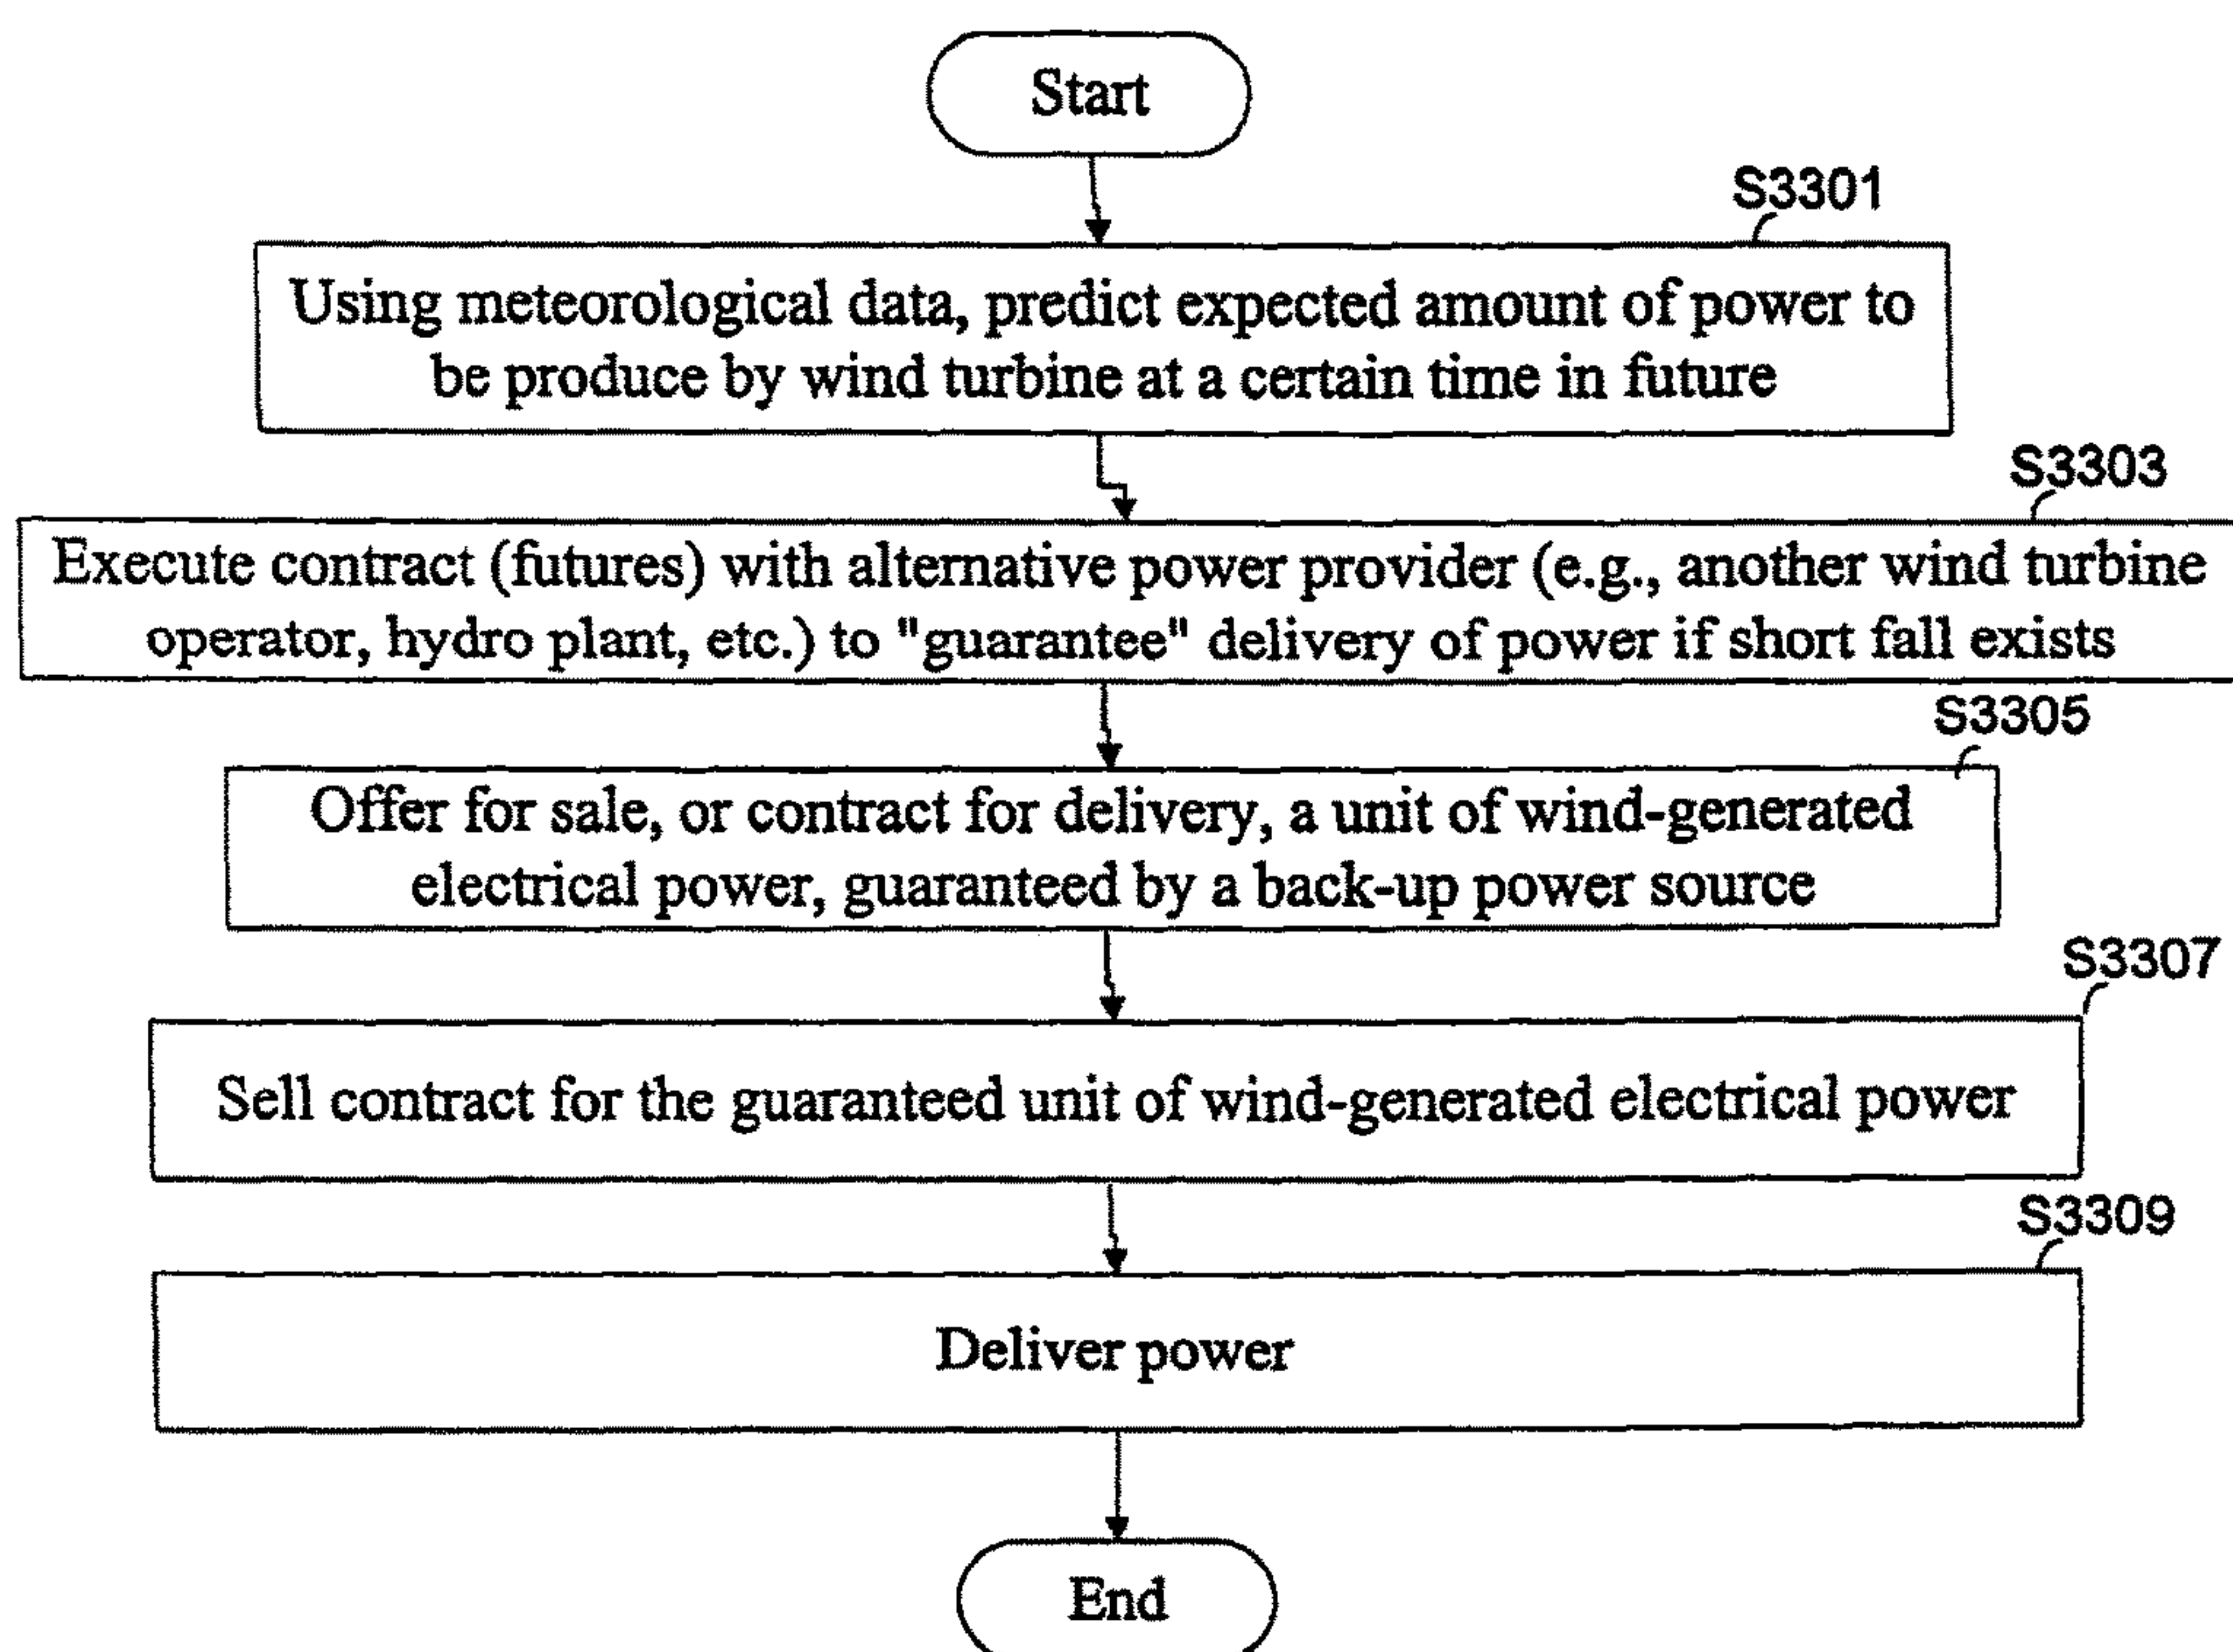 Start
S3301
Using meteorological data, predict expected amount of power to
be produce by wind turbine at a certain time in future
S3303
Execute contract (futures) with alternative power provider (e.g., another wind turbine
operator, hydro plant, etc.) to "guarantee" delivery of power if short fall exists
S3305
Offer for sale, or contract for delivery, a unit of wind-generated
electrical power, guaranteed by a back-up power source
S3307
Sell contract for the guaranteed unit of wind-generated electrical power
S3309
Deliver power
End